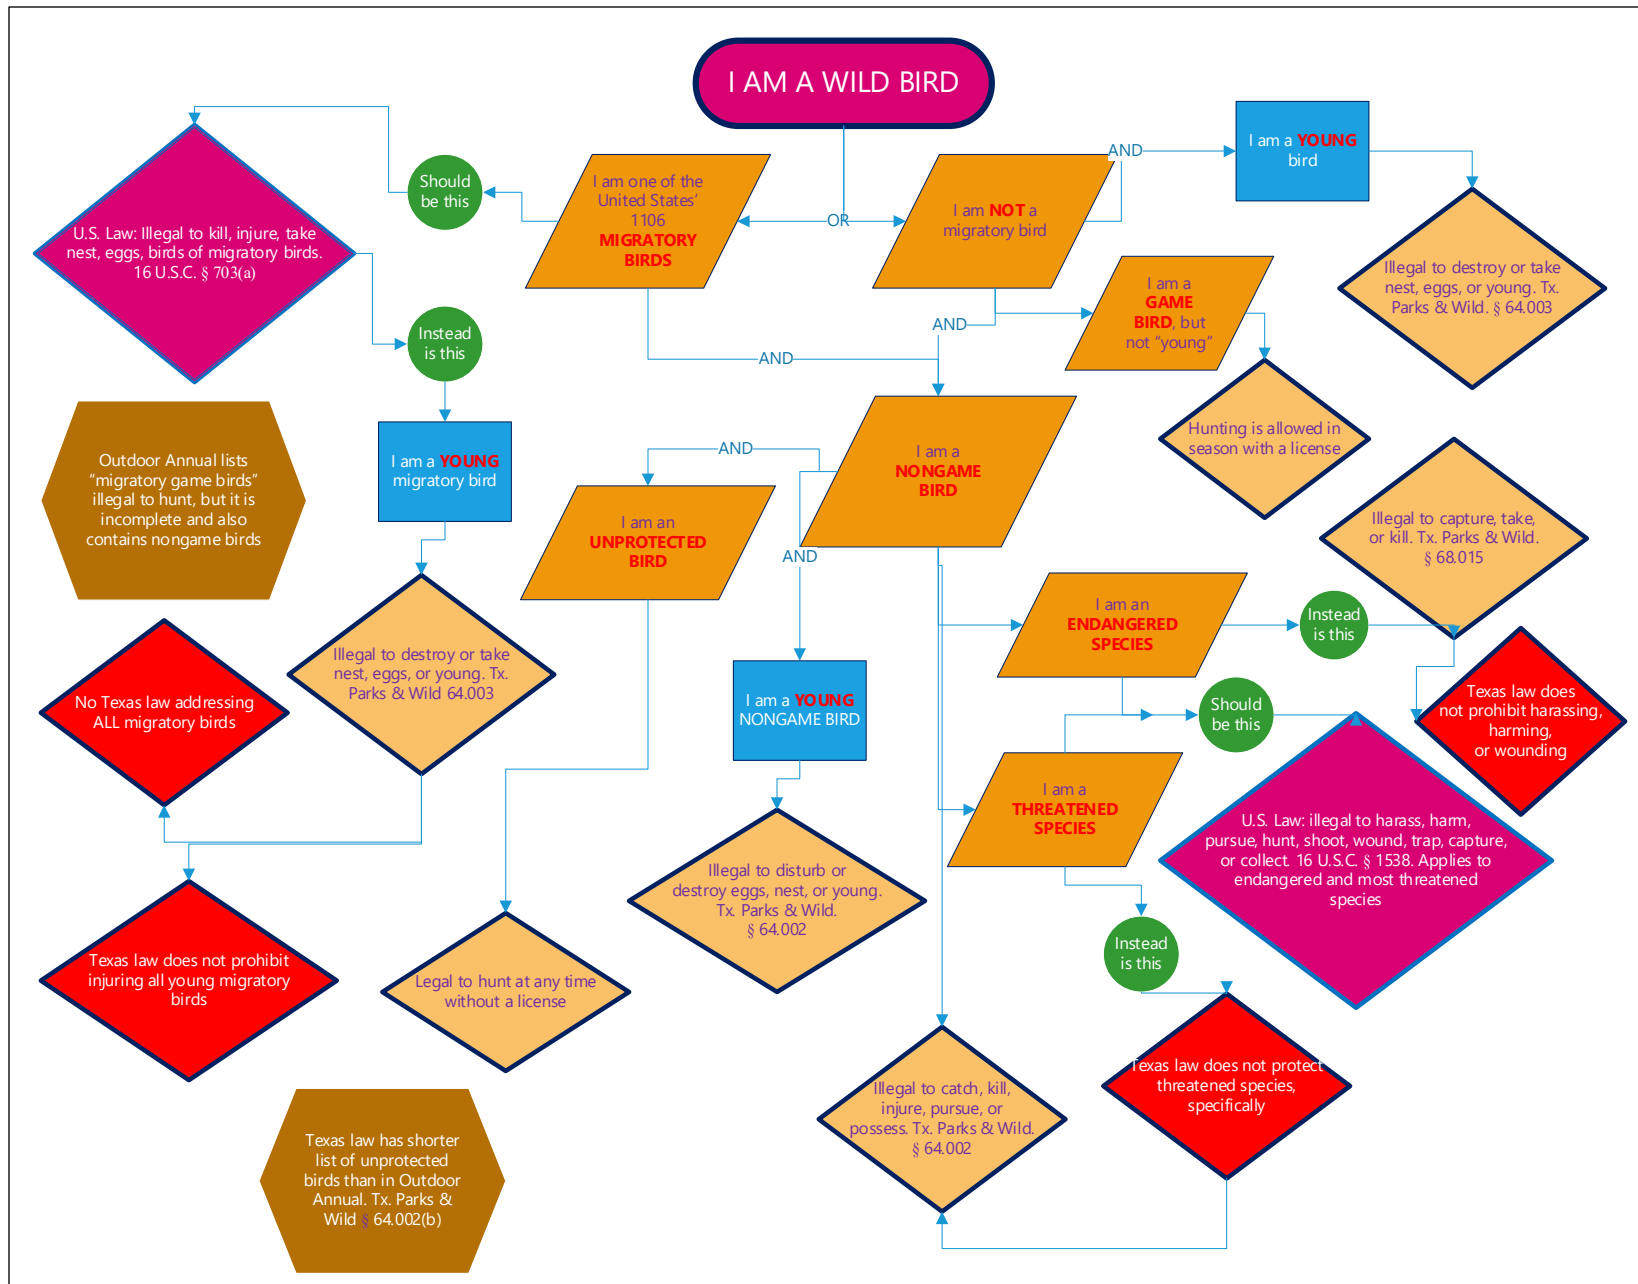 I AM A WILD BIRD
Should
be this
I am one of the
United States’
1106
MIGRATORY
BIRDS
OR
I am NOT a
migratory bird
AND
I am a YOUNG
bird
U.S. Law: Illegal to kill, injure, take
nest, eggs, birds of migratory birds.
16 U.S.C. § 703(a)
Illegal to destroy or take
nest, eggs, or young. Tx.
Parks & Wild. § 64.003
I am a
GAME
BIRD, but
not “young”
AND
AND
Instead
is this
Hunting is allowed in
season with a license
Outdoor Annual lists
“migratory game birds”
illegal to hunt, but it is
incomplete and also
contains nongame birds
I am a YOUNG
migratory bird
AND
I am a
NONGAME
BIRD
I am an
UNPROTECTED
BIRD
AND
Illegal to capture, take,
or kill. Tx. Parks & Wild.
§ 68.015
I am an
ENDANGERED
SPECIES
Instead
is this
Illegal to destroy or take
nest, eggs, or young. Tx.
Parks & Wild 64.003
No Texas law addressing
ALL migratory birds
I am a YOUNG
NONGAME BIRD
Should
be this
Texas law does
not prohibit harassing,
harming,
or wounding
I am a
THREATENED
SPECIES
U.S. Law: illegal to harass, harm,
pursue, hunt, shoot, wound, trap, capture,
or collect. 16 U.S.C. § 1538. Applies to
endangered and most threatened
species
Illegal to disturb or
destroy eggs, nest, or young.
Tx. Parks & Wild.
§ 64.002
Instead
is this
Texas law does not prohibit
injuring all young migratory
birds
Legal to hunt at any time
without a license
Texas law does not protect
threatened species,
specifically
Illegal to catch, kill,
injure, pursue, or
possess. Tx. Parks & Wild.
§ 64.002
Texas law has shorter
list of unprotected
birds than in Outdoor
Annual. Tx. Parks &
Wild § 64.002(b)